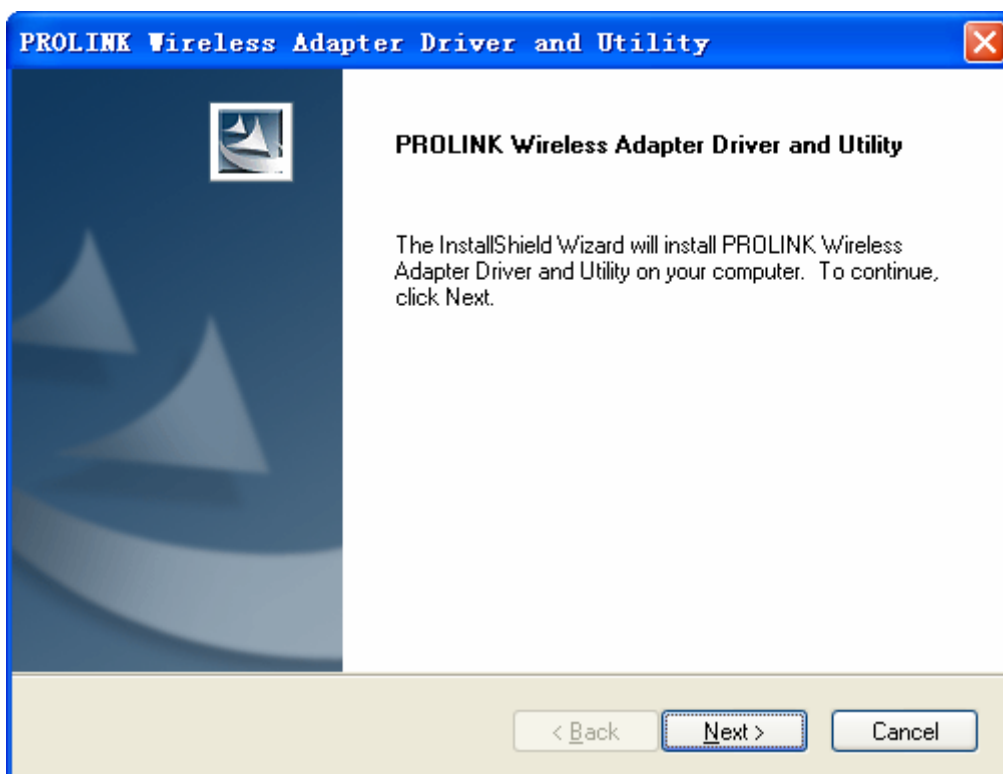 PROLINK Wireless Adapter Driver and Utility
PROLINK Wireless Adapter Driver and Utility
The InstallShield Wizard will install PROLINK Wireless
Adapter Driver and Utility on your computer.  To continue,
click Next.
< Back
Next >
Cancel